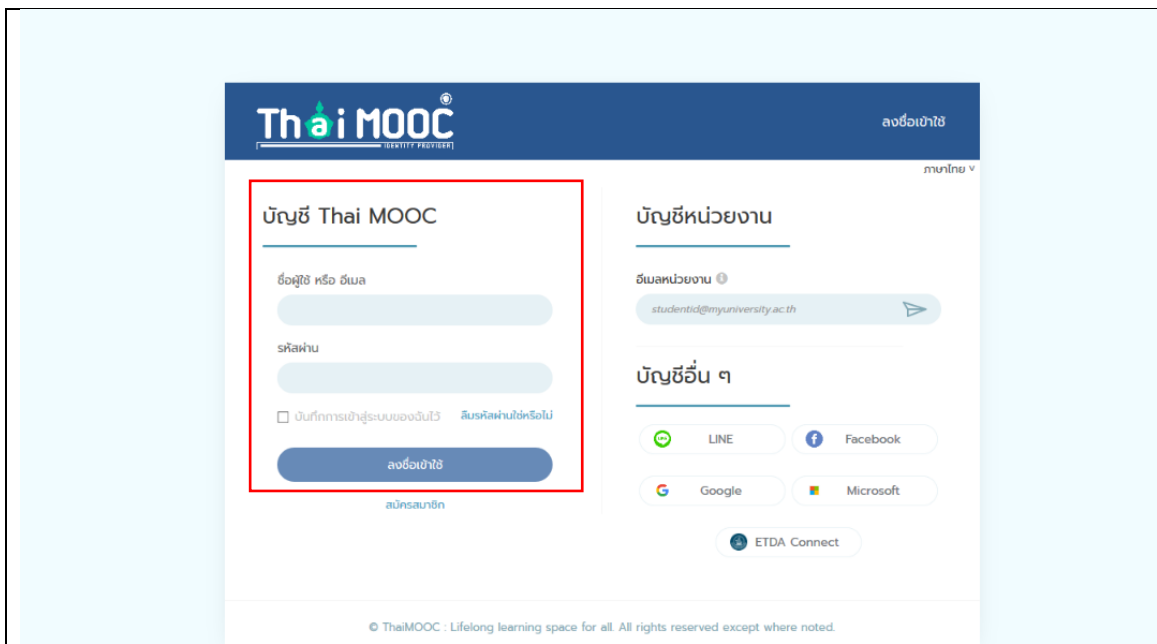 Thai MOOC
IDENTITY PROVIDER
ลงชื่อเข้าใช้
ภาษาไทย
บัญชี Thai MOOC
ชื่อผู้ใช้ หรือ อีเมล
รหัสผ่าน
บันทึกการเข้าสู่ระบบของฉันไว้ ลืมรหัสผ่านใช่หรือไม่
ลงชื่อเข้าใช้
สมัครสมาชิก
บัญชีหน่วยงาน
อีเมลหน่วยงาน
studentid@myuniversity.ac.th
บัญชีอื่น ๆ
LINE Facebook
Google Microsoft
ETDA Connect
© ThaiMOOC : Lifelong learning space for all. All rights reserved except where noted.